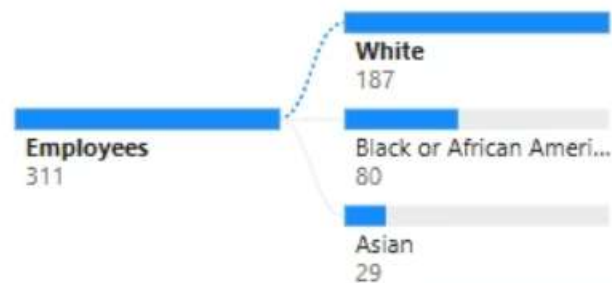 White
187
Employees
311
Black or African Ameri...
80
Asian
29